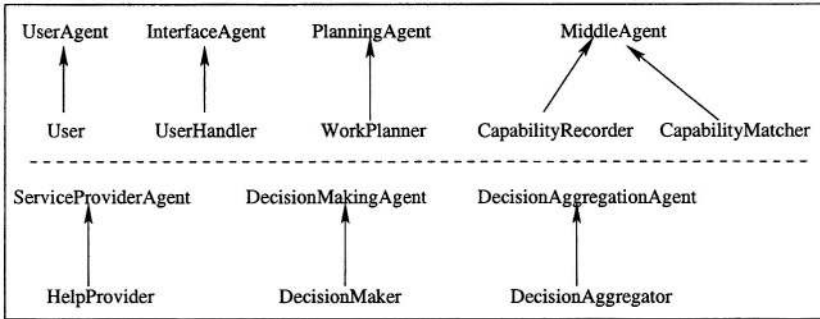 UserAgent InterfaceAgent PlanningAgent MiddleAgent
User UserHandler WorkPlanner CapabilityRecorder CapabilityMatcher
ServiceProviderAgent DecisionMakingAgent DecisionAggregationAgent
HelpProvider DecisionMaker DecisionAggregator